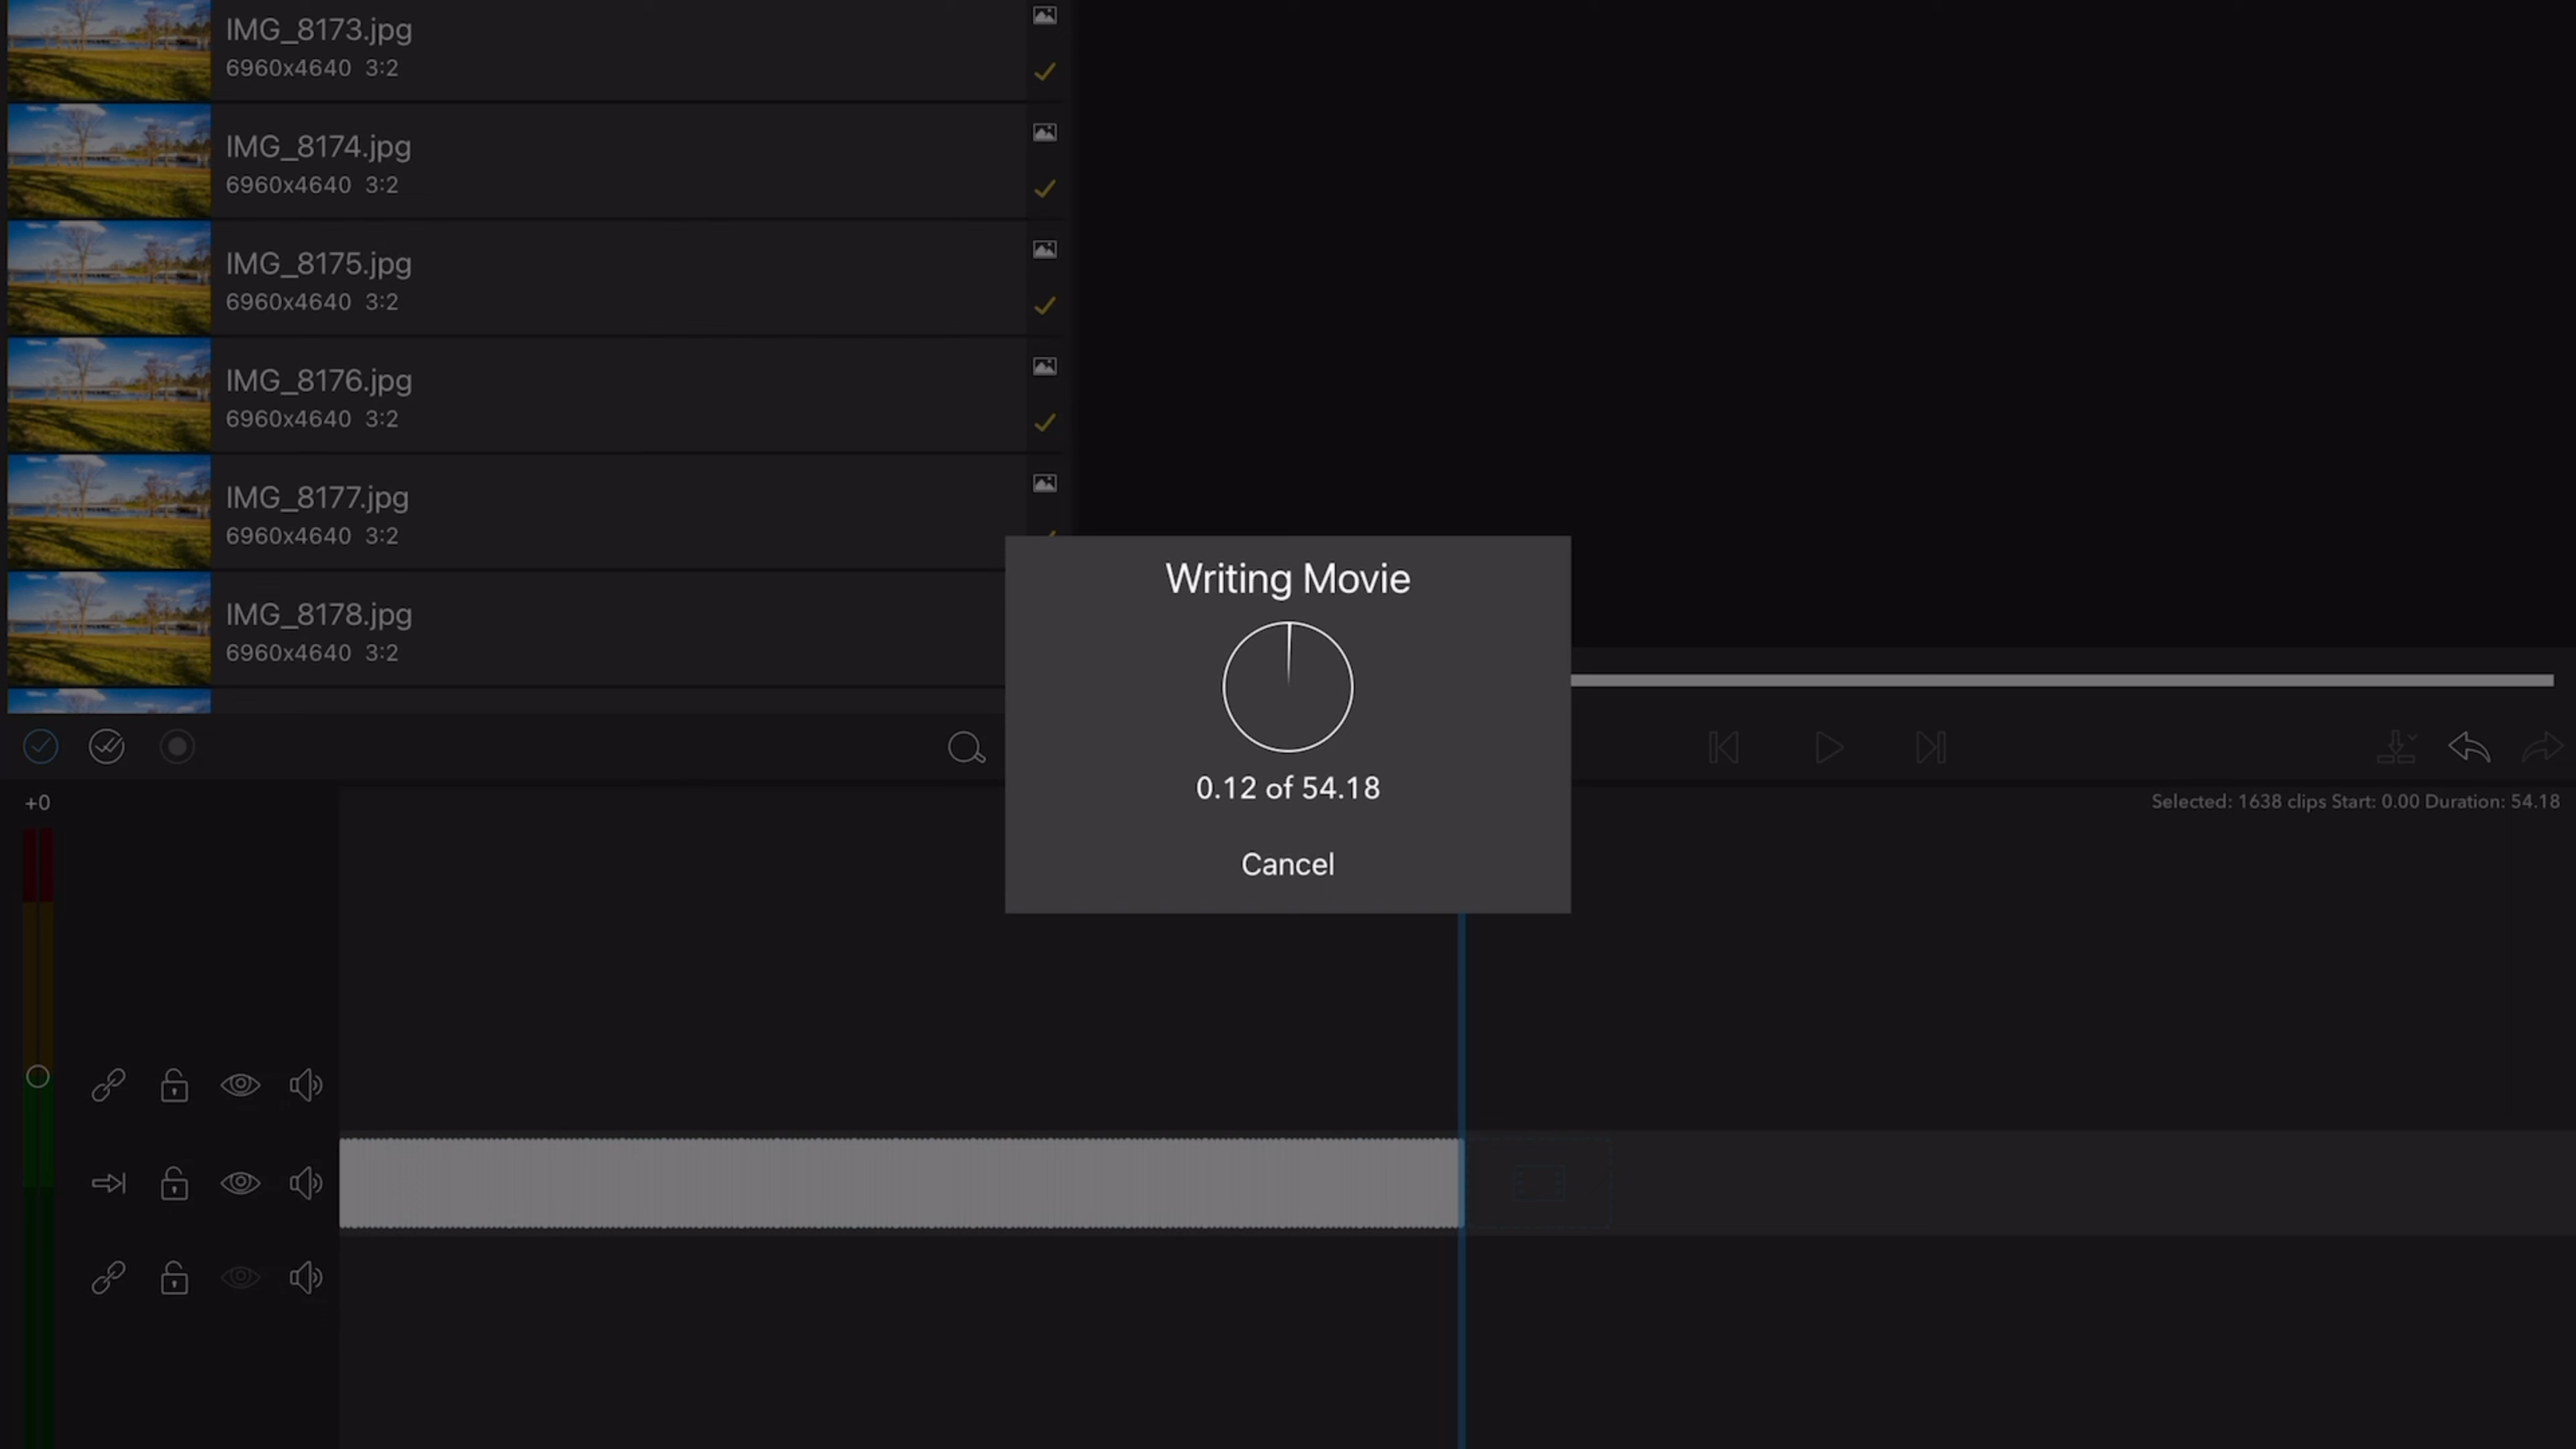 IMG_8173.jpg
6960x4640 3:2
IMG_8174.jpg
6960x4640 3:2
IMG_8175.jpg
6960x4640 3:2
IMG_8176.jpg
6960x4640 3:2
IMG_8177.jpg
6960x4640 3:2
IMG_8178.jpg
6960x4640 3:2
Writing Movie
0.12 of 54.18
Cancel
+0
Selected: 1638 clips Start: 0.00 Duration: 54.18